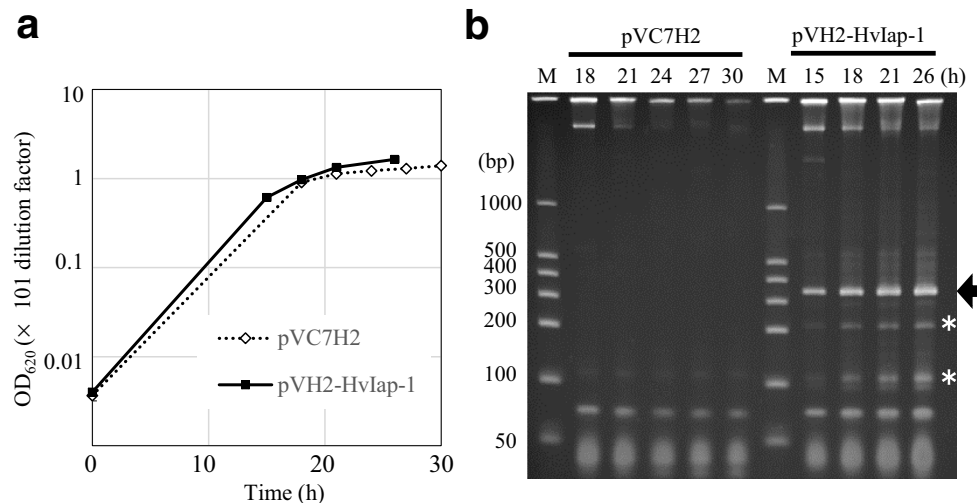 a
10
1
0.1
0.01
0
10
20
30
OD620 (× 101 dilution factor)
Time (h)
pVC7H2
pVH2-HvIap-1
b
pVC7H2
pVH2-HvIap-1
M 18 21 24 27 30 M 15 18 21 26 (h)
(bp)
1000
500
400
300
200
100
50
*
*